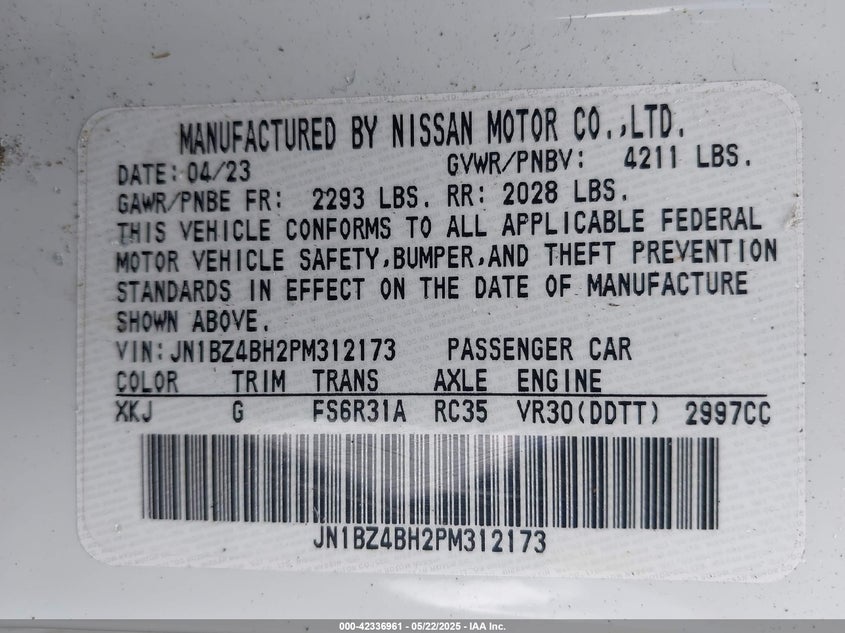 MANUFACTURED BY NISSAN MOTOR CO.,LTD.
DATE: 04/23 GVWR/PNBV: 4211 LBS.
GAWR/PNBE FR: 2293 LBS. RR: 2028 LBS.
THIS VEHICLE CONFORMS TO ALL APPLICABLE FEDERAL
MOTOR VEHICLE SAFETY,BUMPER,AND THEFT PREVENTION
STANDARDS IN EFFECT ON THE DATE OF MANUFACTURE
SHOWN ABOVE.
VIN:JN1BZ4BH2PM312173 PASSENGER CAR
COLOR TRIM TRANS AXLE ENGINE
XKJ G FS6R31A RC35 VR30(DDTT) 2997CC
JN1BZ4BH2PM312173
000-42336961 - 05/22/2025 - IAA Inc.